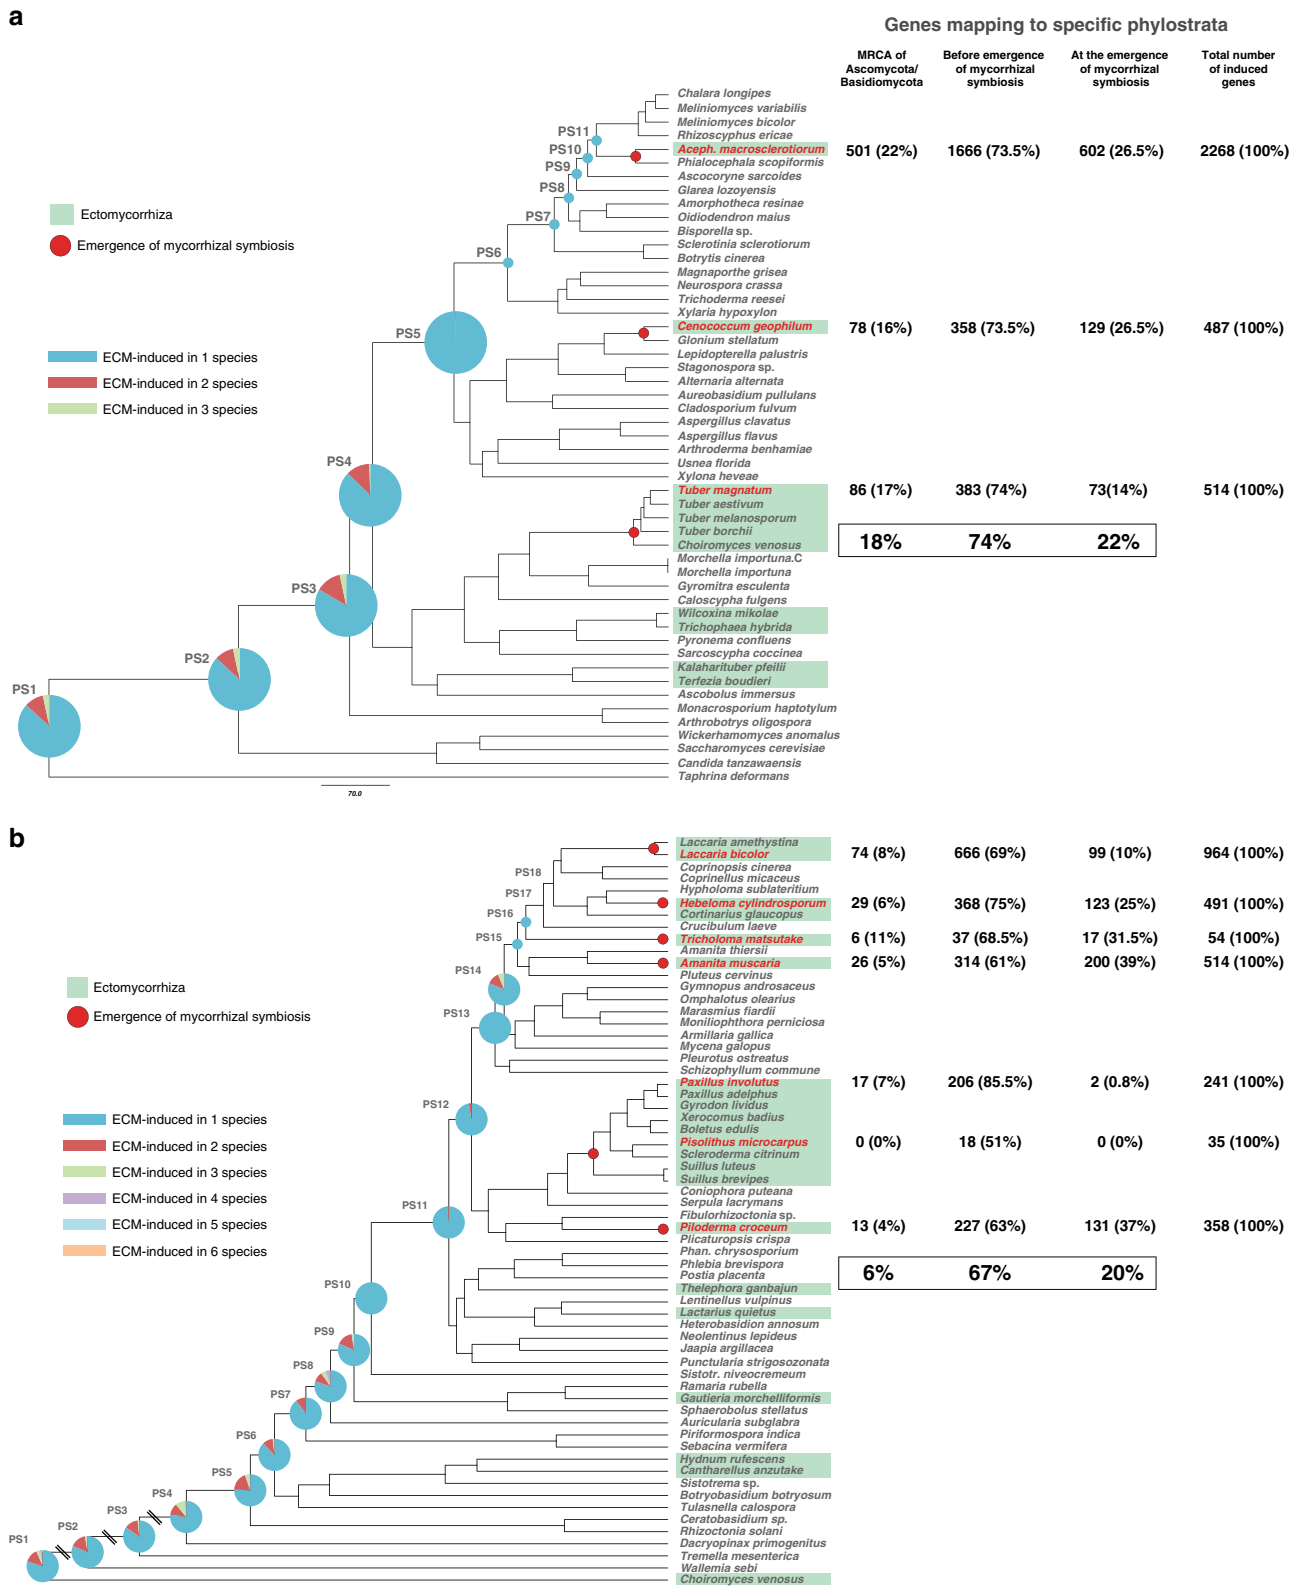 a
Genes mapping to specific phylostrata
MRCA of Ascomycota/ Basidiomycota
Before emergence of mycorrhizal symbiosis
At the emergence of mycorrhizal symbiosis
Total number of induced genes
Ectomycorrhiza
Emergence of mycorrhizal symbiosis
ECM-induced in 1 species
ECM-induced in 2 species
ECM-induced in 3 species
PS1
PS2
PS3
PS4
PS5
PS6
PS7
PS8
PS9
PS10
PS11
Chalara longipes
Meliniomyces variabilis
Meliniomyces bicolor
Rhizoscyphus ericae
Aceph. macrosclerotiorum 501 (22%) 1666 (73.5%) 602 (26.5%) 2268 (100%)
Phialocephala scopiformis
Ascocoryne sarcoides
Glarea lozoyensis
Amorphotheca resinae
Oidiodendron maius
Bisporella sp.
Sclerotinia sclerotiorum
Botrytis cinerea
Magnaporthe grisea
Neurospora crassa
Trichoderma reesei
Xylaria hypoxylon
Cenococcum geophilum 78 (16%) 358 (73.5%) 129 (26.5%) 487 (100%)
Glonium stellatum
Lepidopterella palustris
Stagonospora sp.
Alternaria alternata
Aureobasidium pullulans
Cladosporium fulvum
Aspergillus clavatus
Aspergillus flavus
Arthroderma benhamiae
Usnea florida
Xylona heveae
Tuber magnatum 86 (17%) 383 (74%) 73(14%) 514 (100%)
Tuber aestivum
Tuber melanosporum
Tuber borchii
Choiromyces venosus
18% 74% 22%
Morchella importuna.C
Morchella importuna
Gyromitra esculenta
Caloscypha fulgens
Wilcoxina mikolae
Trichophaea hybrida
Pyronema confluens
Sarcoscypha coccinea
Kalaharituber pfeilii
Terfezia boudieri
Ascobolus immersus
Monacrosporium haptotylum
Arthrobotrys oligospora
Wickerhamomyces anomalus
Saccharomyces cerevisiae
Candida tanzawaensis
Taphrina deformans
70.0
b
Ectomycorrhiza
Emergence of mycorrhizal symbiosis
ECM-induced in 1 species
ECM-induced in 2 species
ECM-induced in 3 species
ECM-induced in 4 species
ECM-induced in 5 species
ECM-induced in 6 species
PS1
PS2
PS3
PS4
PS5
PS6
PS7
PS8
PS9
PS10
PS11
PS12
PS13
PS14
PS15
PS16
PS17
PS18
Laccaria amethystina
Laccaria bicolor 74 (8%) 666 (69%) 99 (10%) 964 (100%)
Coprinopsis cinerea
Coprinellus micaceus
Hypholoma sublateritium
Hebeloma cylindrosporum 29 (6%) 368 (75%) 123 (25%) 491 (100%)
Cortinarius glaucopus
Crucibulum laeve
Tricholoma matsutake 6 (11%) 37 (68.5%) 17 (31.5%) 54 (100%)
Amanita thiersii
Amanita muscaria 26 (5%) 314 (61%) 200 (39%) 514 (100%)
Pluteus cervinus
Gymnopus androsaceus
Omphalotus olearius
Marasmius fiardii
Moniliophthora perniciosa
Armillaria gallica
Mycena galopus
Pleurotus ostreatus
Schizophyllum commune
Paxillus involutus 17 (7%) 206 (85.5%) 2 (0.8%) 241 (100%)
Paxillus adelphus
Gyrodon lividus
Xerocomus badius
Boletus edulis
Pisolithus microcarpus 0 (0%) 18 (51%) 0 (0%) 35 (100%)
Scleroderma citrinum
Suillus luteus
Suillus brevipes
Coniophora puteana
Serpula lacrymans
Fibulorhizoctonia sp.
Piloderma croceum 13 (4%) 227 (63%) 131 (37%) 358 (100%)
Plicaturopsis crispa
6% 67% 20%
Phan. chrysosporium
Phlebia brevispora
Postia placenta
Thelephora ganbajun
Lentinellus vulpinus
Lactarius quietus
Heterobasidion annosum
Neolentinus lepideus
Jaapia argillacea
Punctularia strigosozonata
Sistotr. niveocremeum
Ramaria rubella
Gautieria morchelliformis
Sphaerobolus stellatus
Auricularia subglabra
Piriformospora indica
Sebacina vermifera
Hydnum rufescens
Cantharellus anzutake
Sistotrema sp.
Botryobasidium botryosum
Tulasnella calospora
Ceratobasidium sp.
Rhizoctonia solani
Dacryopinax primogenitus
Tremella mesenterica
Wallemia sebi
Choiromyces venosus